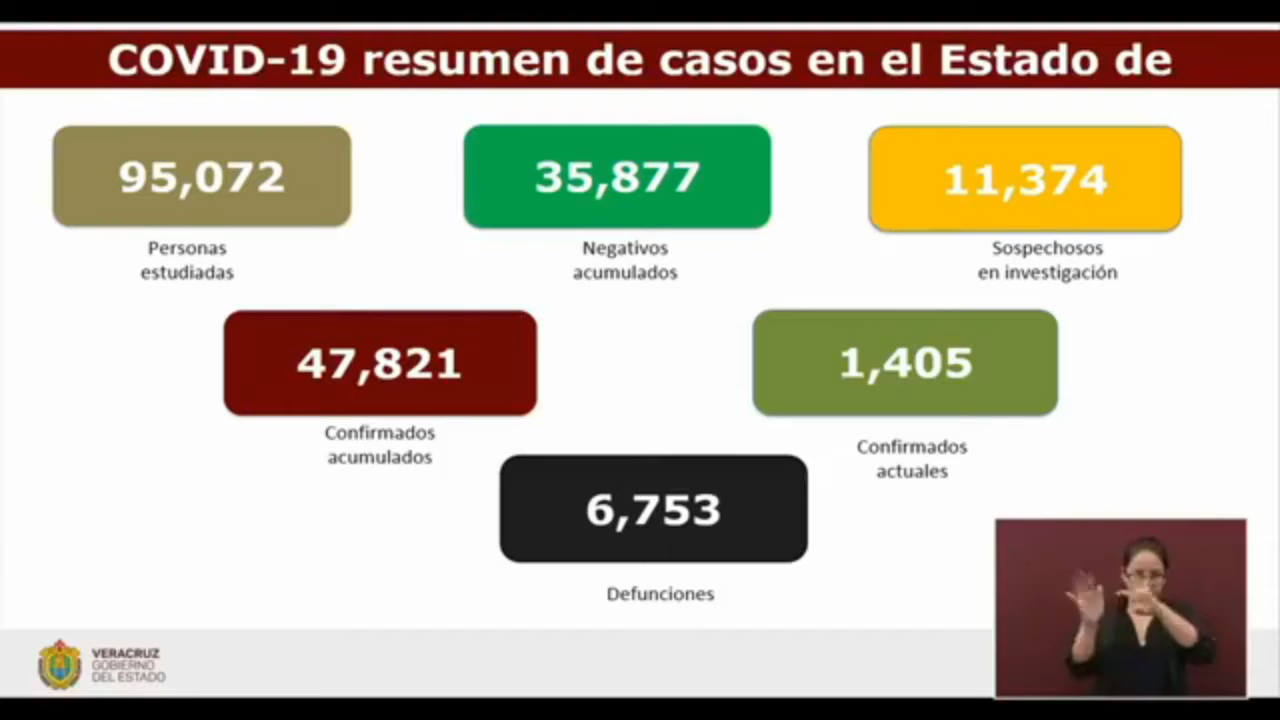 COVID-19 resumen de casos en el Estado de
95,072
Personas
estudiadas
35,877
Negativos
acumulados
11,374
Sospechosos
en investigación
47,821
Confirmados
acumulados
1,405
Confirmados
actuales
6,753
Defunciones
VERACRUZ
GOBIERNO
DEL ESTADO